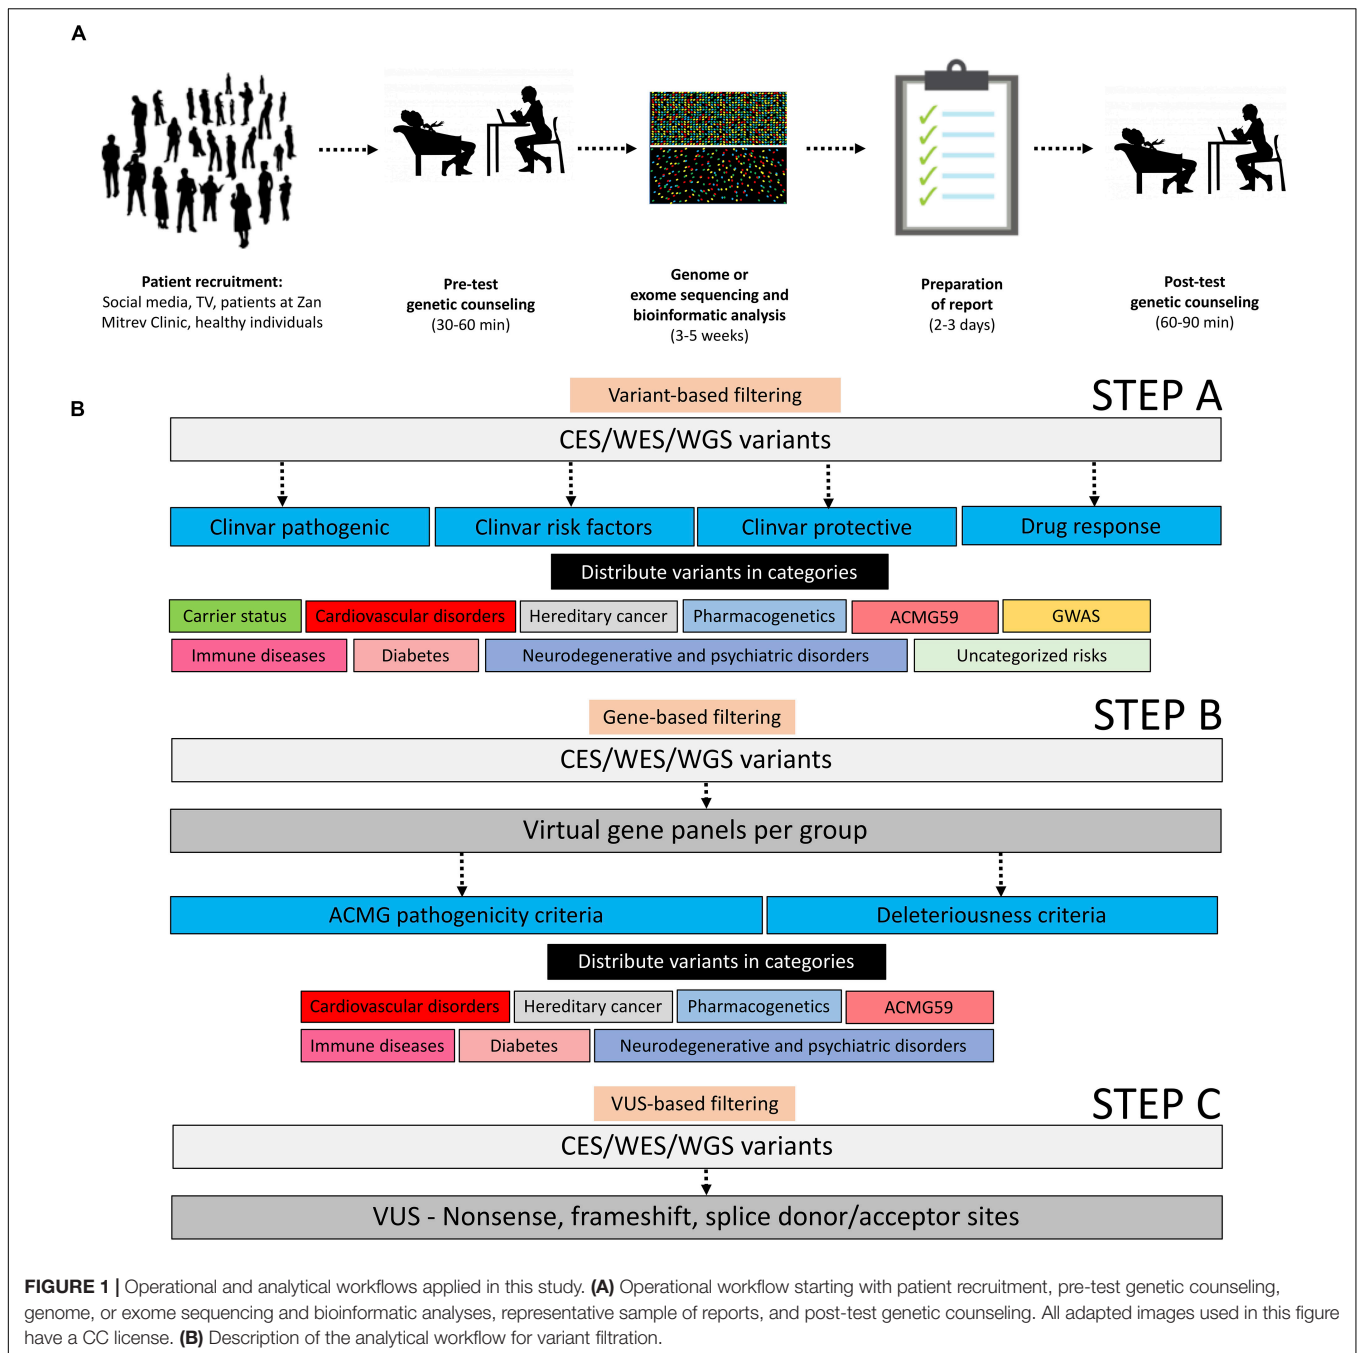 A
Patient recruitment:
Social media, TV, patients at Zan
Mitrev Clinic, healthy individuals
Pre-test
genetic counseling
(30-60 min)
Genome or
exome sequencing and
bioinformatic analysis
(3-5 weeks)
Preparation
of report
(2-3 days)
Post-test
genetic counseling
(60-90 min)
B
Variant-based filtering
STEP A
CES/WES/WGS variants
Clinvar pathogenic
Clinvar risk factors
Clinvar protective
Drug response
Distribute variants in categories
Carrier status
Cardiovascular disorders
Hereditary cancer
Pharmacogenetics
ACMG59
GWAS
Immune diseases
Diabetes
Neurodegenerative and psychiatric disorders
Uncategorized risks
Gene-based filtering
STEP B
CES/WES/WGS variants
Virtual gene panels per group
ACMG pathogenicity criteria
Deleteriousness criteria
Distribute variants in categories
Cardiovascular disorders
Hereditary cancer
Pharmacogenetics
ACMG59
Immune diseases
Diabetes
Neurodegenerative and psychiatric disorders
VUS-based filtering
STEP C
CES/WES/WGS variants
VUS - Nonsense, frameshift, splice donor/acceptor sites
FIGURE 1 | Operational and analytical workflows applied in this study. (A) Operational workflow starting with patient recruitment, pre-test genetic counseling,
genome, or exome sequencing and bioinformatic analyses, representative sample of reports, and post-test genetic counseling. All adapted images used in this figure
have a CC license. (B) Description of the analytical workflow for variant filtration.